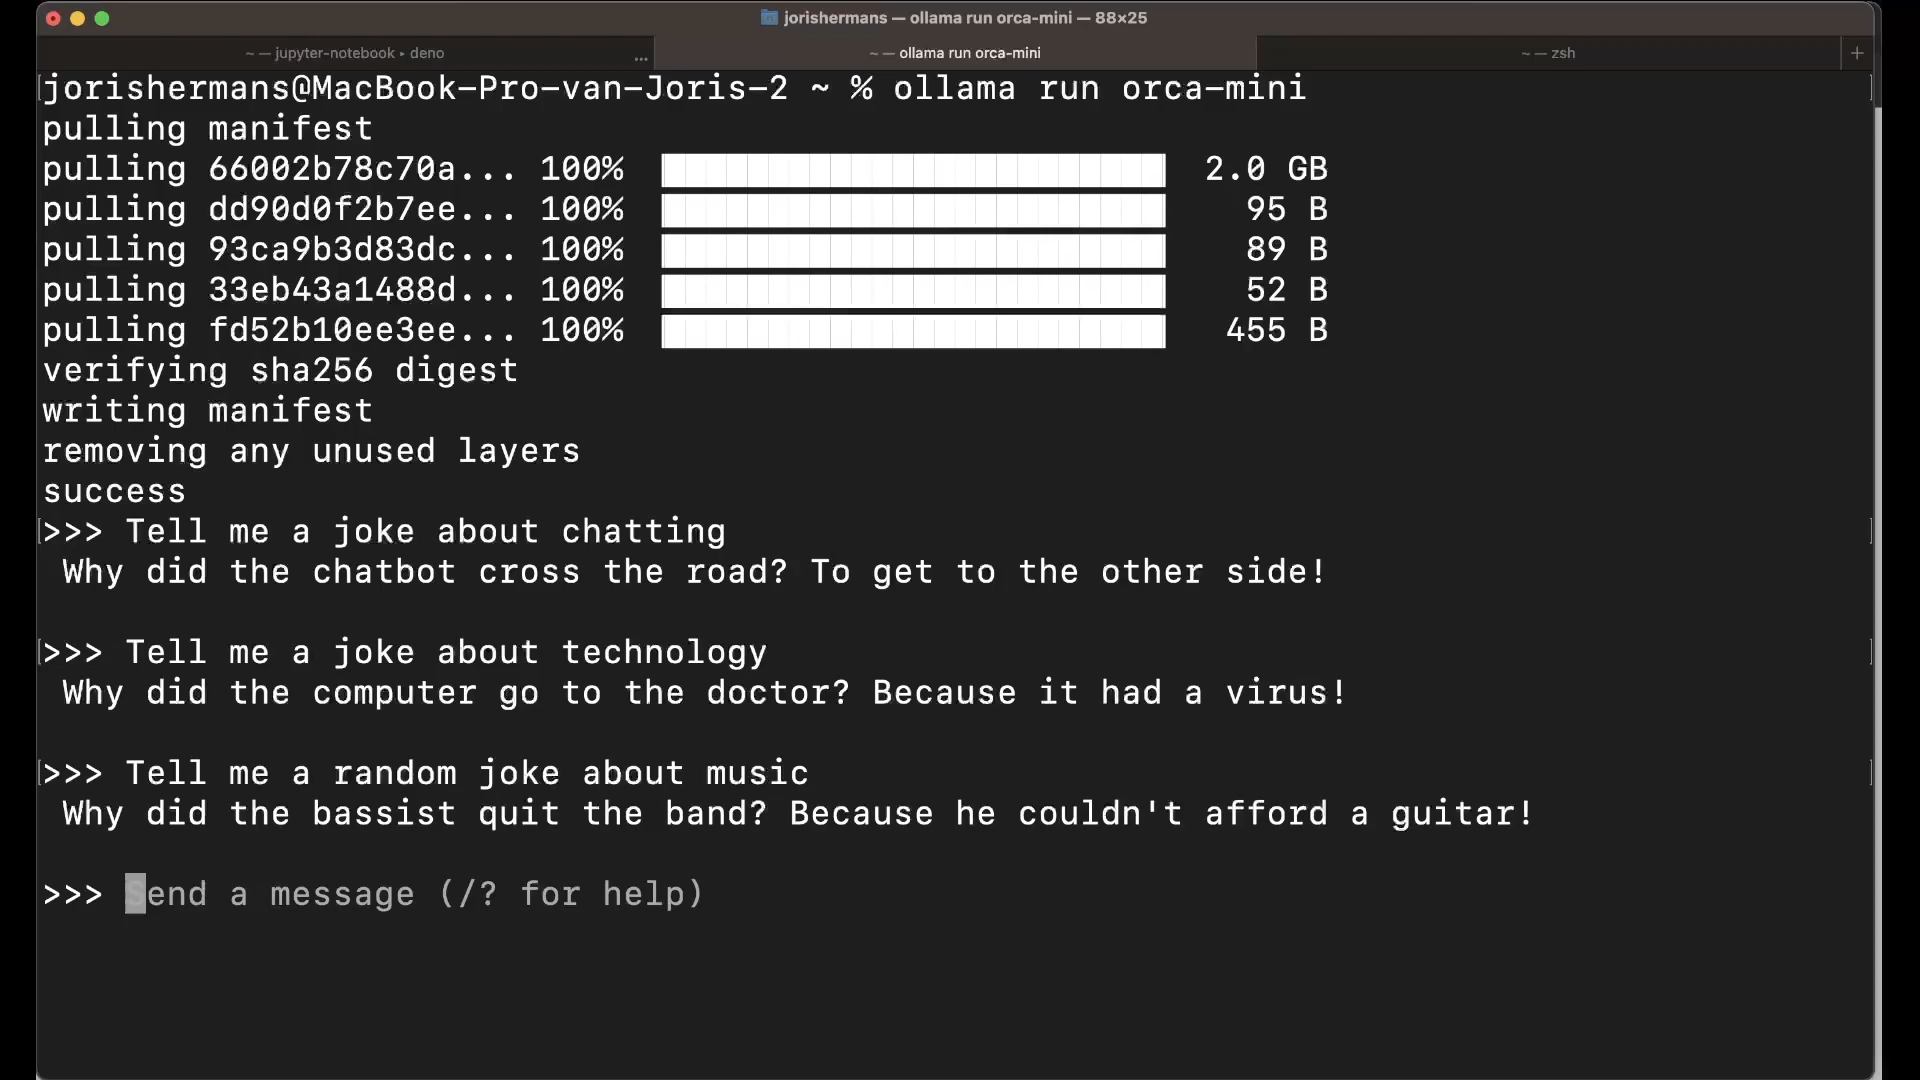 jorishermans — ollama run orca-mini — 88×25
~ — jupyter-notebook ▸ deno ...
~ — ollama run orca-mini
~ — zsh +
jorishermans@MacBook-Pro-van-Joris-2 ~ % ollama run orca-mini
pulling manifest
pulling 66002b78c70a... 100% 2.0 GB
pulling dd90d0f2b7ee... 100% 95 B
pulling 93ca9b3d83dc... 100% 89 B
pulling 33eb43a1488d... 100% 52 B
pulling fd52b10ee3ee... 100% 455 B
verifying sha256 digest
writing manifest
removing any unused layers
success
>>> Tell me a joke about chatting
Why did the chatbot cross the road? To get to the other side!
>>> Tell me a joke about technology
Why did the computer go to the doctor? Because it had a virus!
>>> Tell me a random joke about music
Why did the bassist quit the band? Because he couldn't afford a guitar!
>>> Send a message (/? for help)